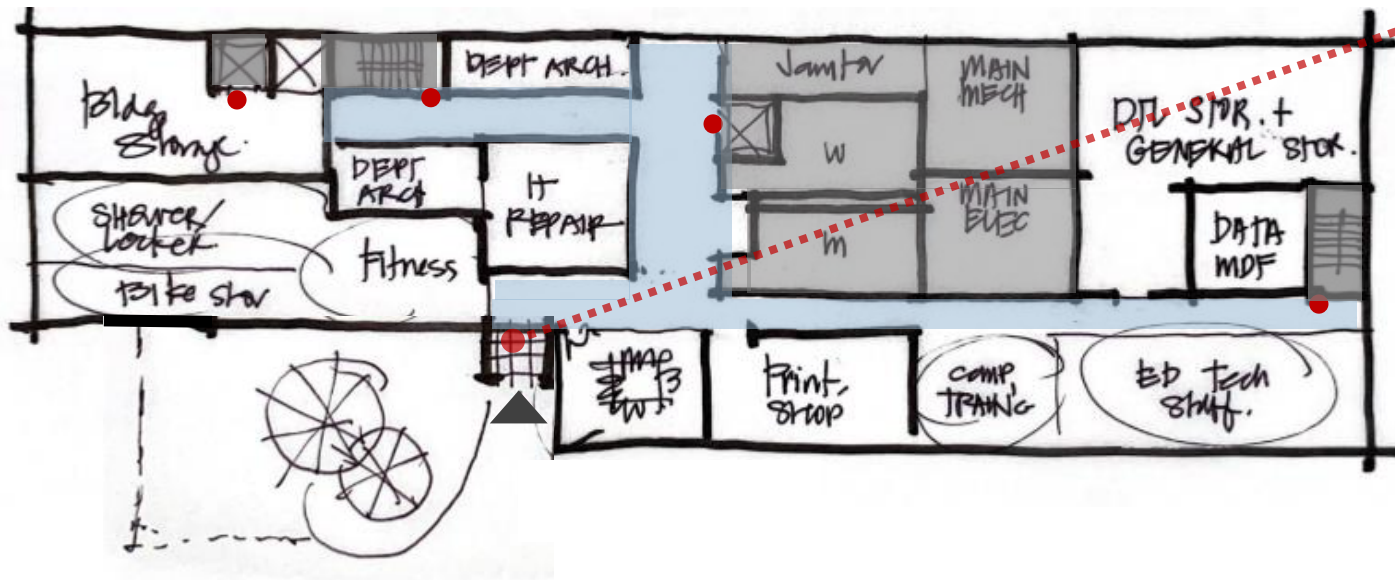 Bldg
Storage.
DEPT ARCH.
Janitor
MAIN
MECH
STOR. +
GENERAL STOR.
DEPT
ARCH
IT
REPAIR
W
SHOWER/
LOCKER
Fitness
MAIN
ELEC
M
DATA
MDF
Bike Stor
Print,
SHOP
COMP,
TRAING
ED Tech
Staff.